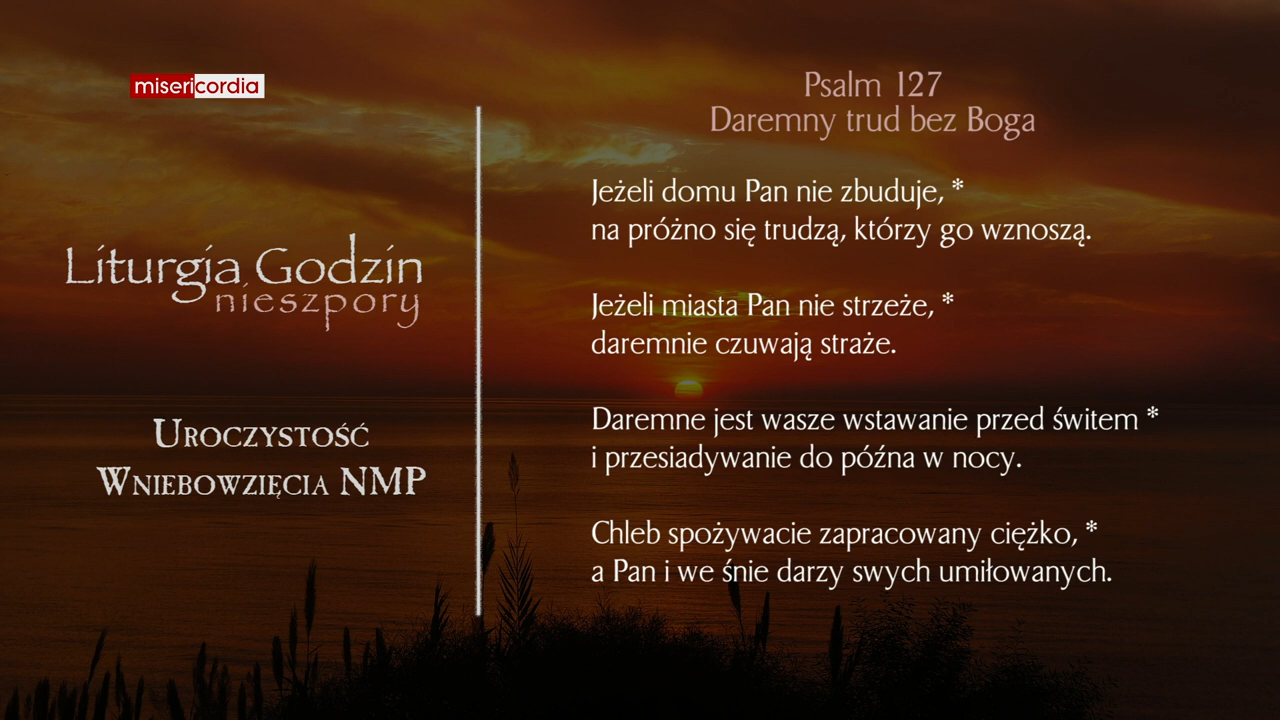 misericordia
Liturgia Godzin
nieszpory
Uroczystość
Wniebowzięcia NMP
Psalm 127
Daremny trud bez Boga
Jeżeli domu Pan nie zbuduje, *
na próżno się trudzą, którzy go wznoszą.
Jeżeli miasta Pan nie strzeże, *
daremnie czuwają straże.
Daremne jest wasze wstawanie przed świtem *
i przesiadywanie do późna w nocy.
Chleb spożywacie zapracowany ciężko, *
a Pan i we śnie darzy swych umiłowanych.